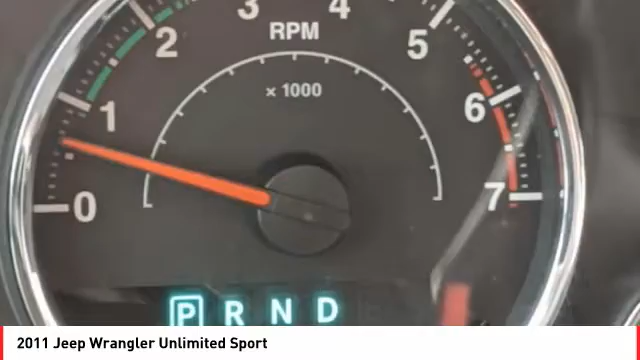 3 4
2 5
RPM
x 1000
1 6
0 7
P R N D
2011 Jeep Wrangler Unlimited Sport